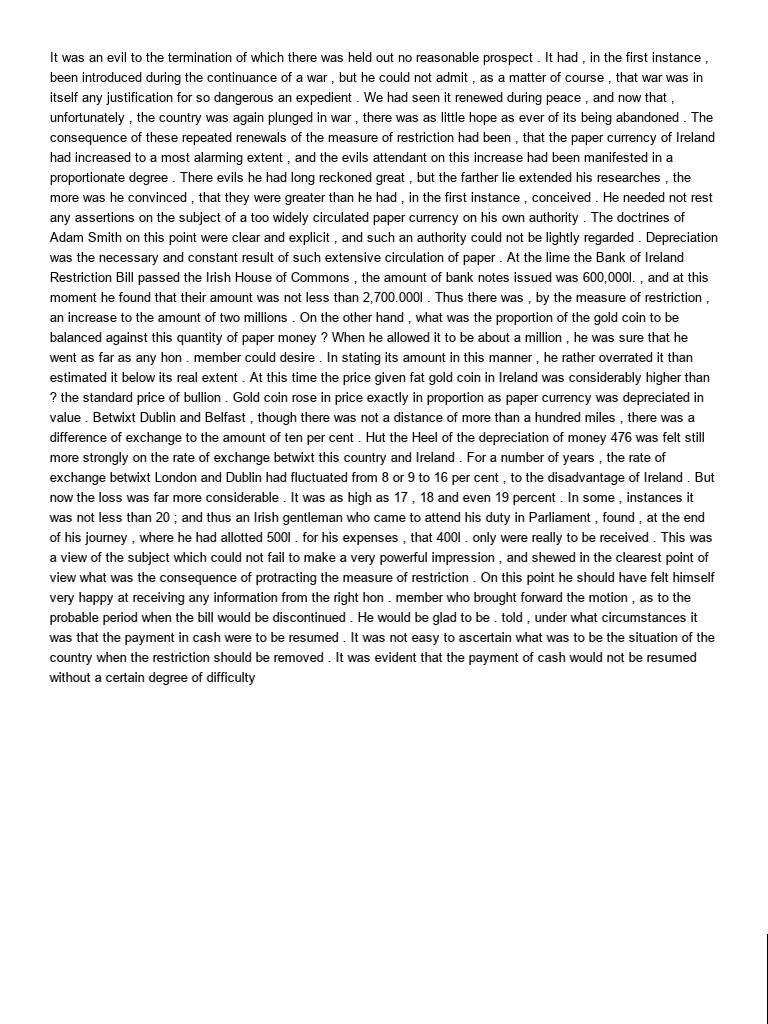 It was an evil to the termination of which there was held out no reasonable prospect . It had , in the first instance ,
been introduced during the continuance of a war , but he could not admit , as a matter of course , that war was in
itself any justification for so dangerous an expedient . We had seen it renewed during peace , and now that ,
unfortunately , the country was again plunged in war , there was as little hope as ever of its being abandoned . The
consequence of these repeated renewals of the measure of restriction had been , that the paper currency of Ireland
had increased to a most alarming extent , and the evils attendant on this increase had been manifested in a
proportionate degree . There evils he had long reckoned great , but the farther lie extended his researches , the
more was he convinced , that they were greater than he had , in the first instance , conceived . He needed not rest
any assertions on the subject of a too widely circulated paper currency on his own authority . The doctrines of
Adam Smith on this point were clear and explicit , and such an authority could not be lightly regarded . Depreciation
was the necessary and constant result of such extensive circulation of paper . At the lime the Bank of Ireland
Restriction Bill passed the Irish House of Commons , the amount of bank notes issued was 600,000l. , and at this
moment he found that their amount was not less than 2,700.000l . Thus there was , by the measure of restriction ,
an increase to the amount of two millions . On the other hand , what was the proportion of the gold coin to be
balanced against this quantity of paper money ? When he allowed it to be about a million , he was sure that he
went as far as any hon . member could desire . In stating its amount in this manner , he rather overrated it than
estimated it below its real extent . At this time the price given fat gold coin in Ireland was considerably higher than
? the standard price of bullion . Gold coin rose in price exactly in proportion as paper currency was depreciated in
value . Betwixt Dublin and Belfast , though there was not a distance of more than a hundred miles , there was a
difference of exchange to the amount of ten per cent . Hut the Heel of the depreciation of money 476 was felt still
more strongly on the rate of exchange betwixt this country and Ireland . For a number of years , the rate of
exchange betwixt London and Dublin had fluctuated from 8 or 9 to 16 per cent , to the disadvantage of Ireland . But
now the loss was far more considerable . It was as high as 17 , 18 and even 19 percent . In some , instances it
was not less than 20 ; and thus an Irish gentleman who came to attend his duty in Parliament , found , at the end
of his journey , where he had allotted 500l . for his expenses , that 400l . only were really to be received . This was
a view of the subject which could not fail to make a very powerful impression , and shewed in the clearest point of
view what was the consequence of protracting the measure of restriction . On this point he should have felt himself
very happy at receiving any information from the right hon . member who brought forward the motion , as to the
probable period when the bill would be discontinued . He would be glad to be . told , under what circumstances it
was that the payment in cash were to be resumed . It was not easy to ascertain what was to be the situation of the
country when the restriction should be removed . It was evident that the payment of cash would not be resumed
without a certain degree of difficulty